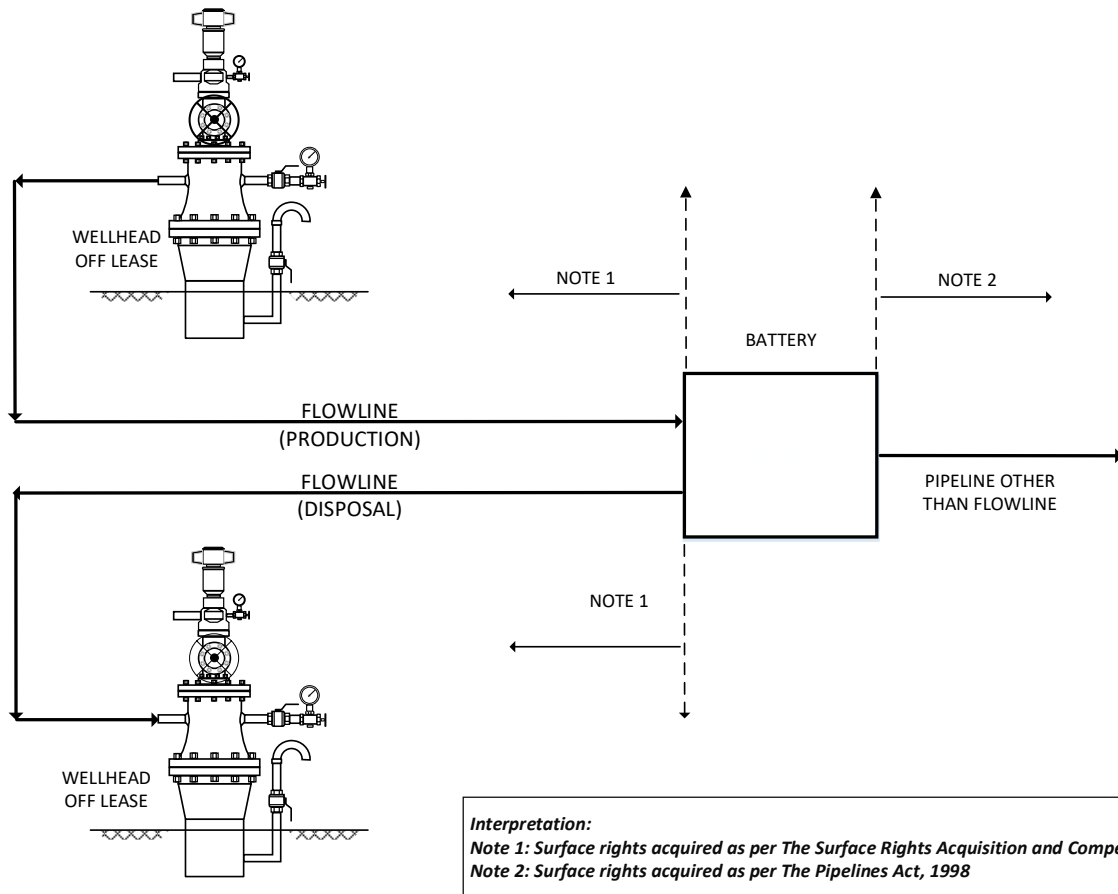 WELLHEAD
OFF LEASE
NOTE 1
NOTE 2
BATTERY
FLOWLINE
(PRODUCTION)
FLOWLINE
(DISPOSAL)
PIPELINE OTHER
THAN FLOWLINE
NOTE 1
WELLHEAD
OFF LEASE
Interpretation:
Note 1: Surface rights acquired as per The Surface Rights Acquisition and Compe
Note 2: Surface rights acquired as per The Pipelines Act, 1998